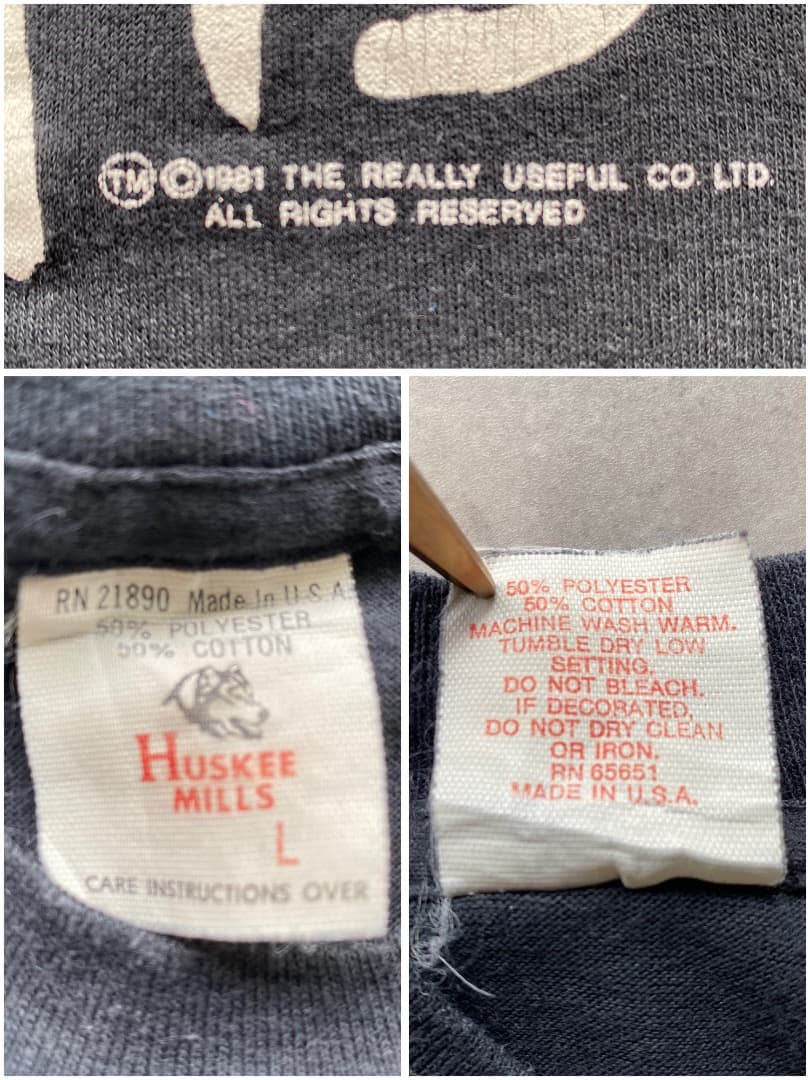 TM ©1981 THE REALLY USEFUL CO. LTD.
ALL RIGHTS RESERVED
RN 21890 Made In U.S.A.
50% POLYESTER
50% COTTON
HUSKEE
MILLS
L
CARE INSTRUCTIONS OVER
50% POLYESTER
50% COTTON
MACHINE WASH WARM.
TUMBLE DRY LOW
SETTING.
DO NOT BLEACH.
IF DECORATED,
DO NOT DRY CLEAN
OR IRON.
RN 65651
MADE IN U.S.A.